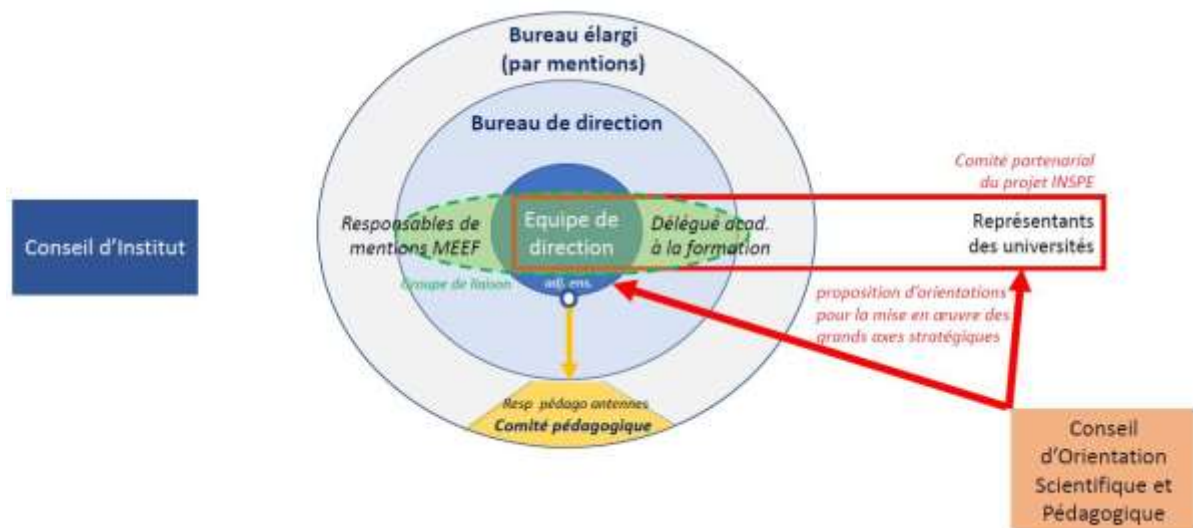 Bureau élargi
(par mentions)
Bureau de direction
Comité partenarial
du projet INSPE
Conseil d'Institut
Responsables de
mentions MEEF
Equipe de
direction
Délégué acad.
à la formation
Représentants
des universités
Groupe de liaison
adj. ens.
proposition d'orientations
pour la mise en œuvre des
grands axes stratégiques
Resp pédago antennes
Comité pédagogique
Conseil
d'Orientation
Scientifique et
Pédagogique